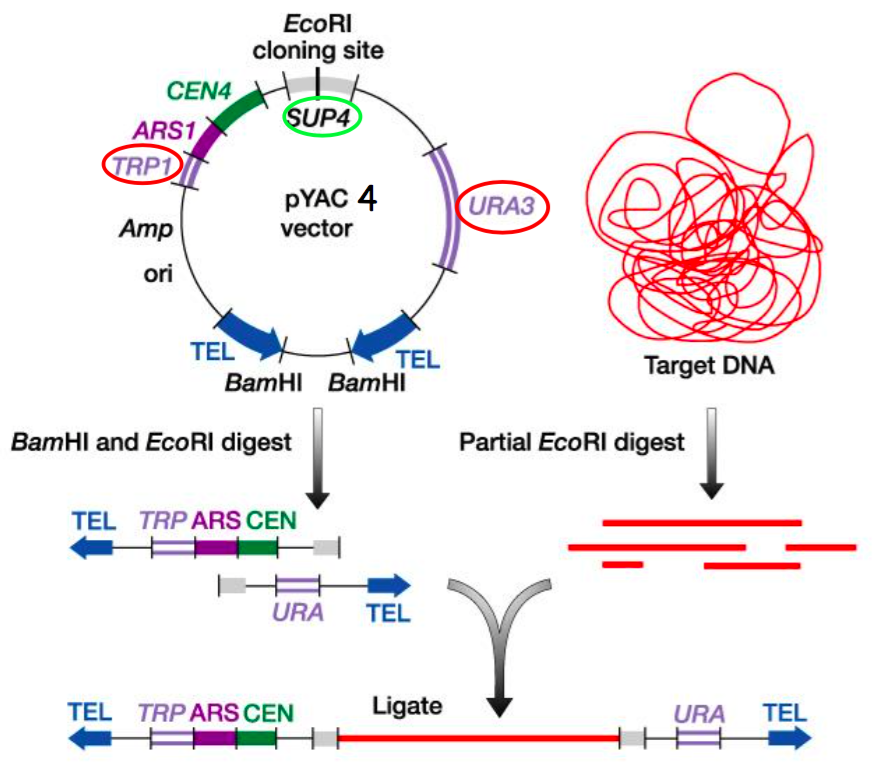 EcoRI
cloning site
CEN4
SUP4
ARS1
TRP1
pYAC 4
vector
URA3
Amp
ori
TEL
TEL
BamHI BamHI
Target DNA
BamHI and EcoRI digest
Partial EcoRI digest
TEL TRP ARS CEN
URA TEL
Ligate
TEL TRP ARS CEN URA TEL